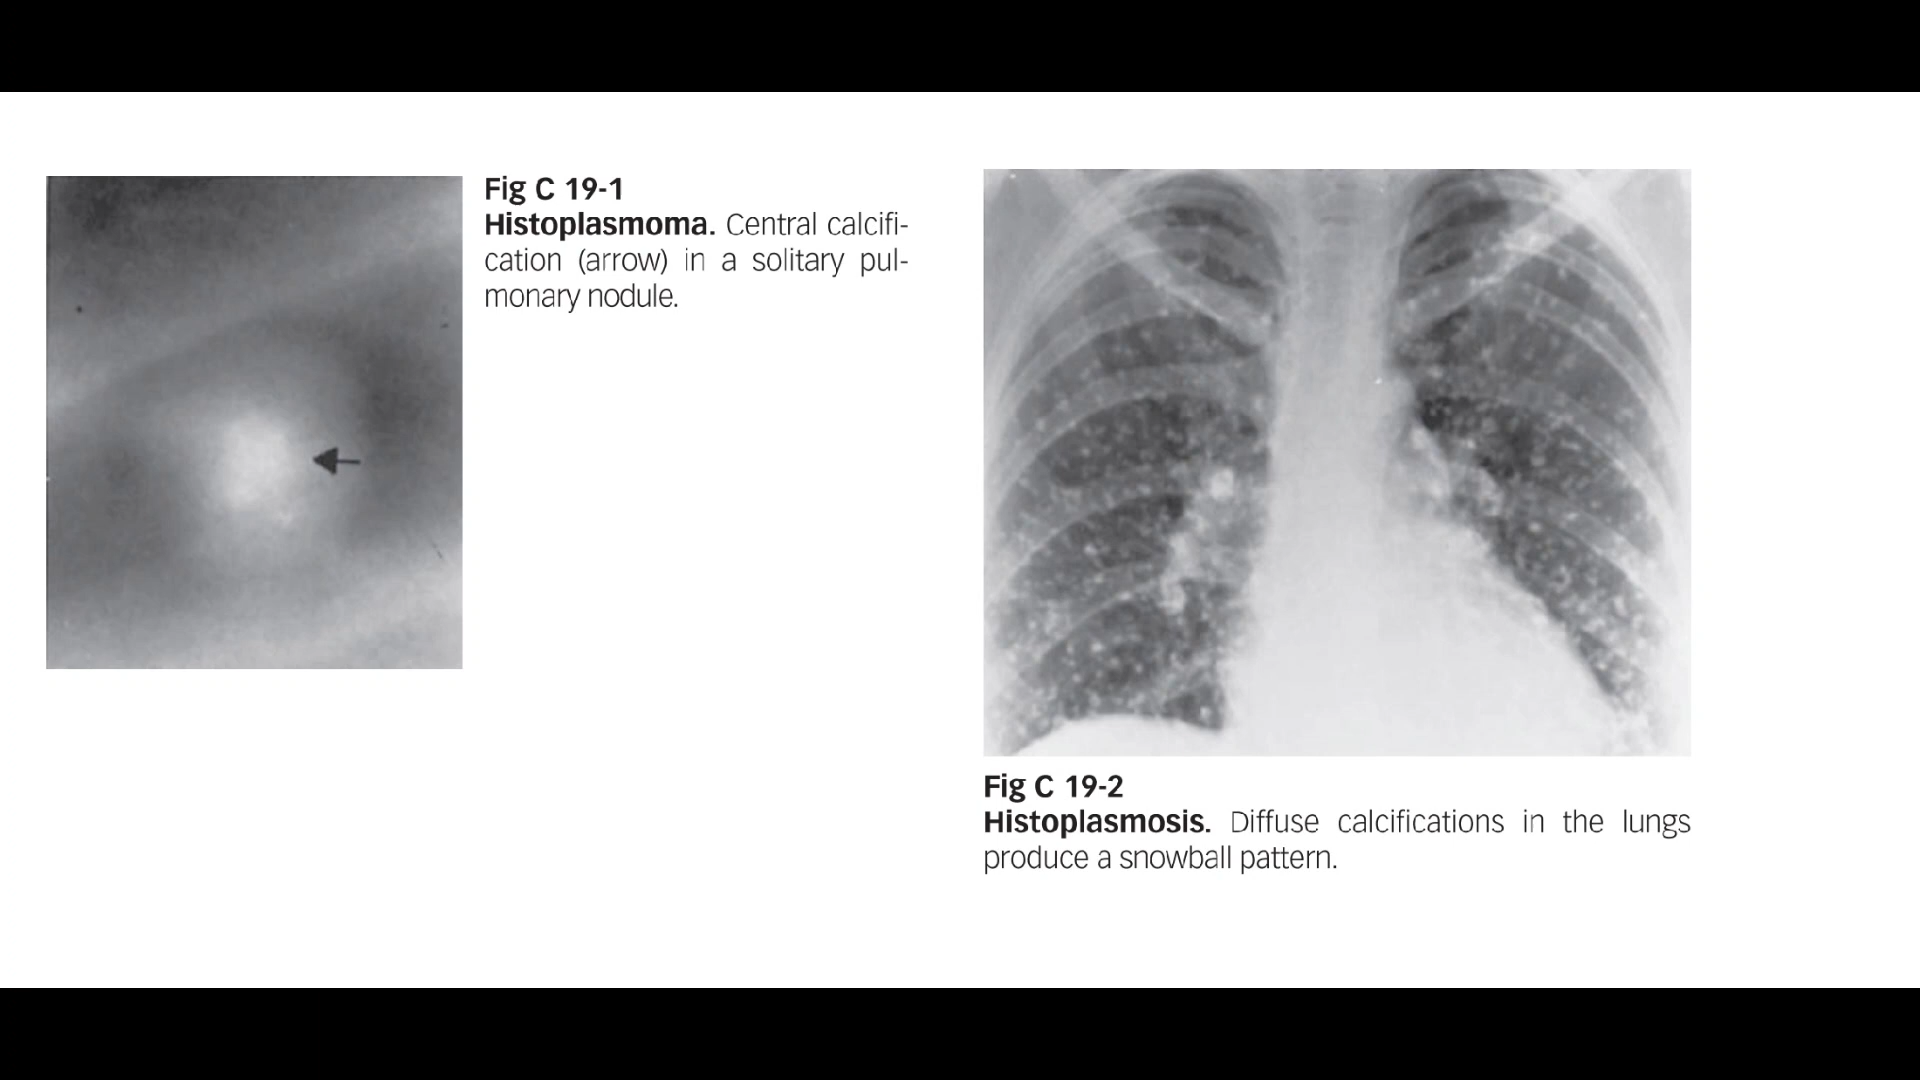 Fig C 19-1
Histoplasmoma. Central calcifi-
cation (arrow) in a solitary pul-
monary nodule.
Fig C 19-2
Histoplasmosis. Diffuse calcifications in the lungs
produce a snowball pattern.